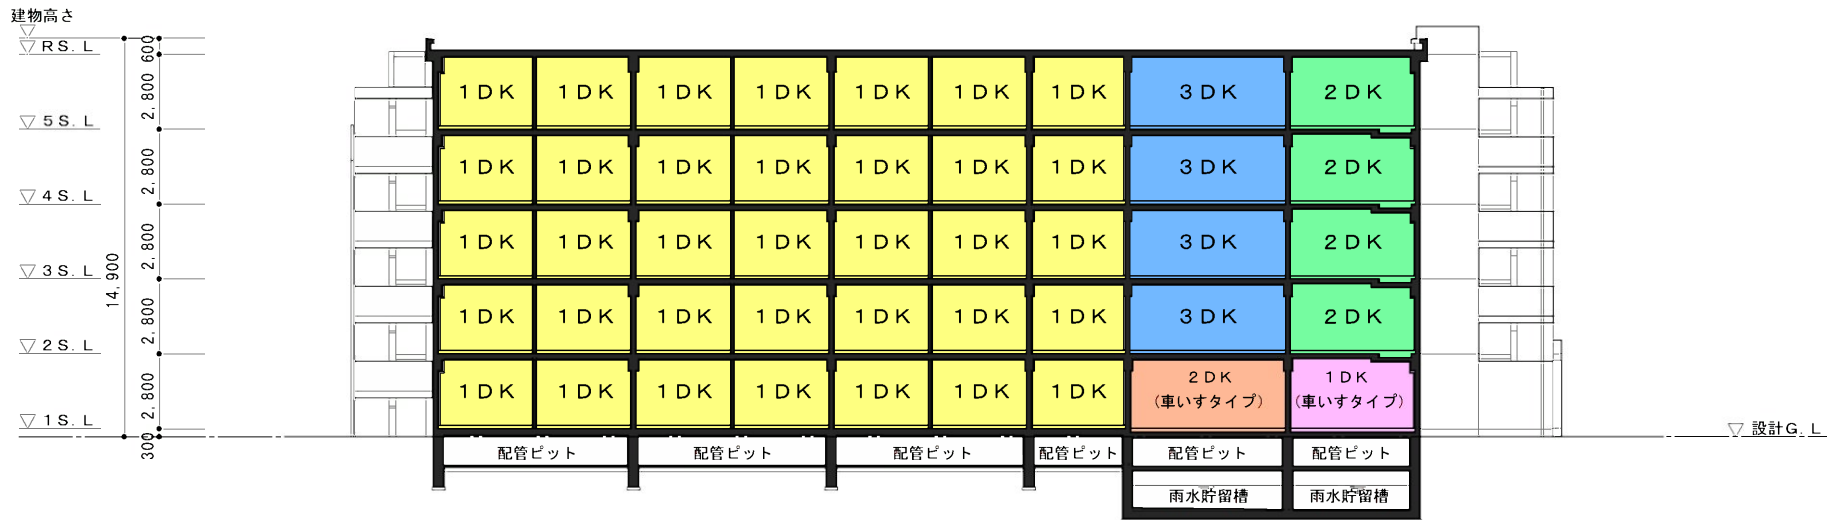 建物高さ
RS.L
600
1DK 1DK 1DK 1DK 1DK 1DK 1DK 3DK 2DK
2,800
5S.L
1DK 1DK 1DK 1DK 1DK 1DK 1DK 3DK 2DK
2,800
4S.L
1DK 1DK 1DK 1DK 1DK 1DK 1DK 3DK 2DK
2,800
3S.L
14,900
1DK 1DK 1DK 1DK 1DK 1DK 1DK 3DK 2DK
2,800
2S.L
1DK 1DK 1DK 1DK 1DK 1DK 1DK
2DK
(車いすタイプ)
1DK
(車いすタイプ)
2,800
1S.L
300
設計G.L
配管ピット 配管ピット 配管ピット 配管ピット 配管ピット 配管ピット
雨水貯留槽 雨水貯留槽